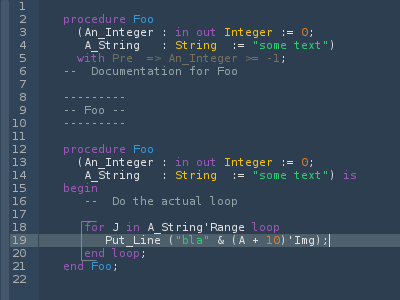 1
2 procedure Foo
3 (An_Integer : in out Integer := 0;
4 A_String : String := "some text")
5 with Pre => An_Integer >= -1;
6 -- Documentation for Foo
7
8 ---------
9 -- Foo --
10 ---------
11
12 procedure Foo
13 (An_Integer : in out Integer := 0;
14 A_String : String := "some text") is
15 begin
16 -- Do the actual loop
17
18 for J in A_String'Range loop
19 Put_Line ("bla" & (A + 10)'Img);
20 end loop;
21 end Foo;
22